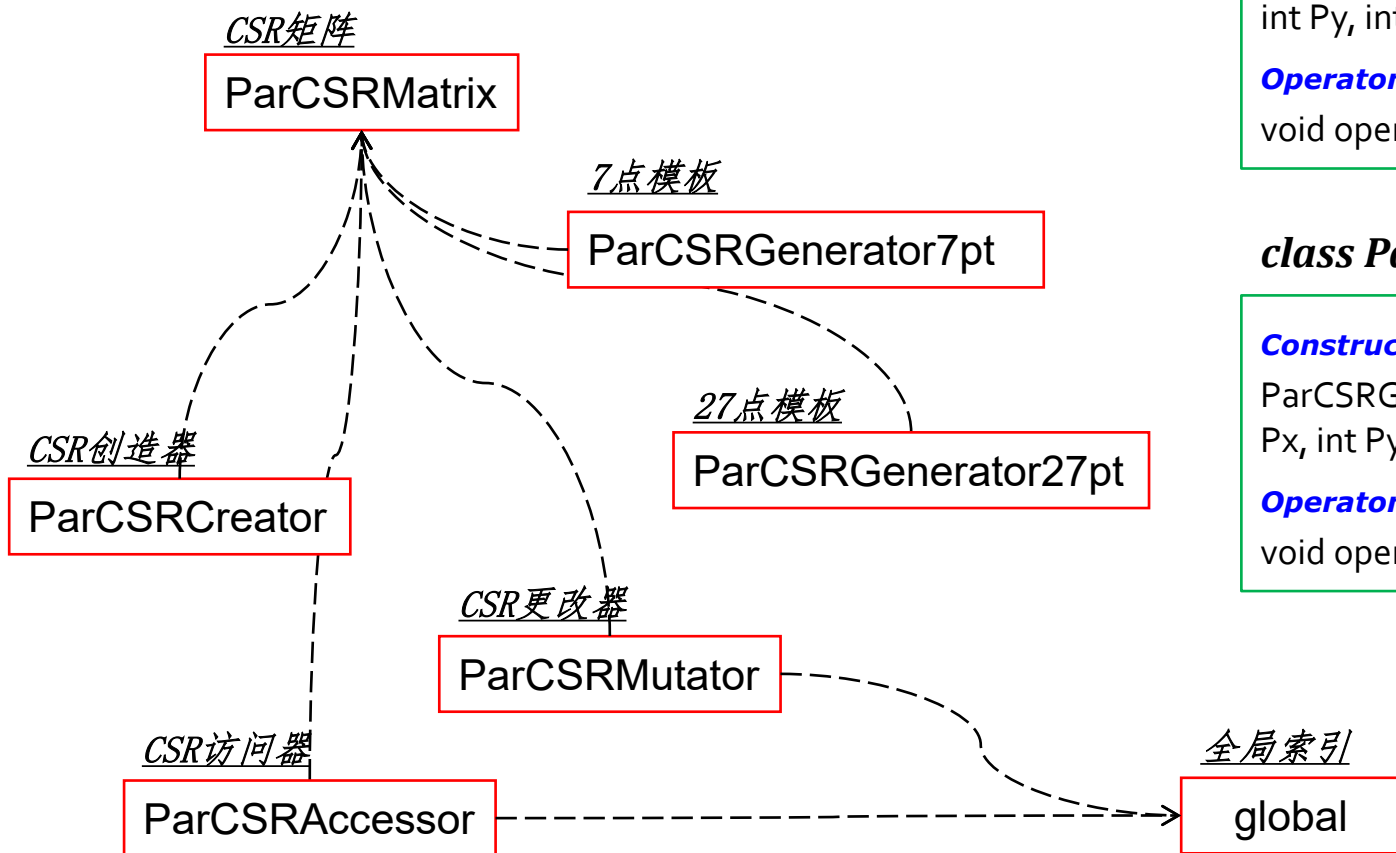 CSR矩阵
ParCSRMatrix
7点模板
ParCSRGenerator7pt
27点模板
ParCSRGenerator27pt
CSR创造器
ParCSRCreator
CSR更改器
ParCSRMutator
CSR访问器
ParCSRAccessor
全局索引
global
int Py, int
Operator
void oper
class Pa
Construc
ParCSRG
Px, int Py
Operator
void oper